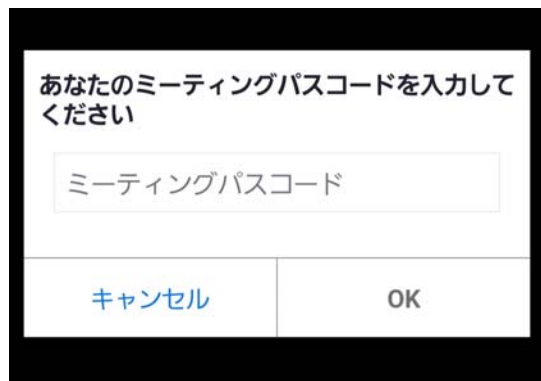 あなたのミーティングパスコードを入力して
ください
ミーティングパスコード
キャンセル
OK